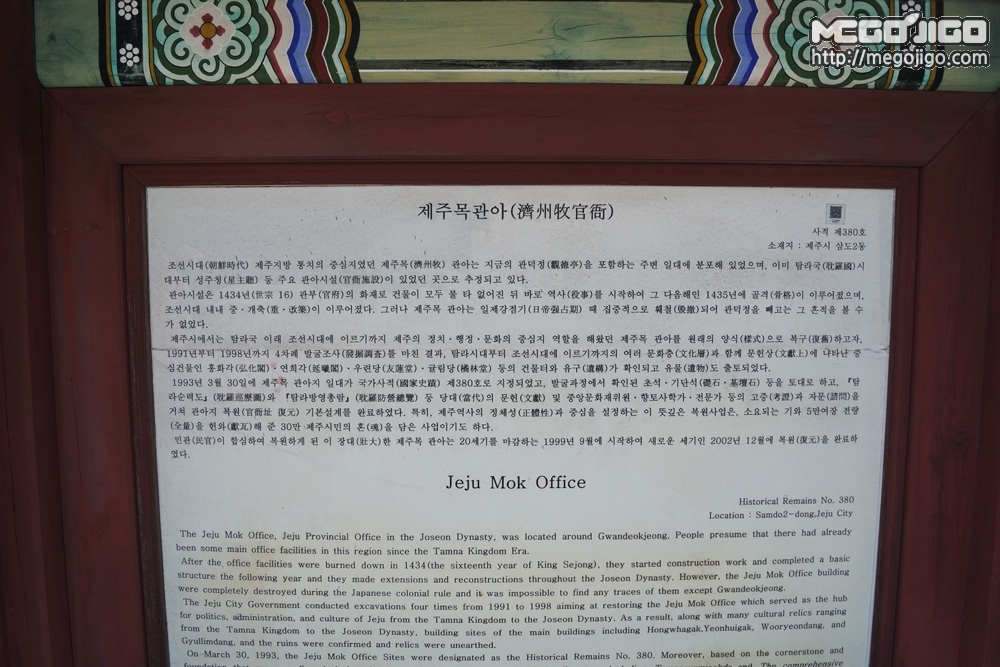 MEGOJIGO
http://megojigo.com
제주목관아(濟州牧官衙)
사적 제380호
소재지 : 제주시 삼도2동
조선시대(朝鮮時代) 제주지방 통치의 중심지였던 제주목(濟州牧) 관아는 지금의 관덕정(觀德亭)을 포함하는 주변 일대에 분포해 있었으며, 이미 탐라국(耽羅國)시
대부터 성주청(星主廳) 등 주요 관아시설(官衙施設)이 있었던 곳으로 추정되고 있다.
관아시설은 1434년(世宗 16) 관부(官府)의 화재로 건물이 모두 불 타 없어진 뒤 바로 역사(役事)를 시작하여 그 다음해인 1435년에 골격(骨格)이 이루어졌으며,
조선시대 내내 중・개축(重・改築)이 이루어졌다. 그러나 제주목 관아는 일제강점기(日帝强占期) 때 집중적으로 훼철(毁撤)되어 관덕정을 빼고는 그 흔적을 볼 수
가 없었다.
제주시에서는 탐라국 이래 조선시대에 이르기까지 제주의 정치・행정・문화의 중심지 역할을 해왔던 제주목 관아를 원래의 양식(樣式)으로 복구(復舊)하고자,
1991년부터 1998년까지 4차례 발굴조사(發掘調査)를 마친 결과, 탐라시대부터 조선시대에 이르기까지의 여러 문화층(文化層)과 함께 문헌상(文獻上)에 나타난 중
심건물인 홍화각(弘化閣)・연희각(延曦閣)・우련당(友蓮堂)・귤림당(橘林堂) 등의 건물터와 유구(遺構)가 확인되고 유물(遺物)도 출토되었다.
1993년 3월 30일에 제주목 관아지 일대가 국가사적(國家史蹟) 제380호로 지정되었고, 발굴과정에서 확인된 초석・기단석(礎石・基壇石) 등을 토대로 하고, 『탐
라순력도』(耽羅巡歷圖)와 『탐라방영총람』(耽羅防營總覽) 등 당대(當代)의 문헌(文獻) 및 중앙문화재위원・향토사학가・전문가 등의 고증(考證)과 자문(諮問)을
거쳐 관아지 복원(官衙址 復元) 기본설계를 완료하였다. 특히, 제주역사의 정체성(正體性)과 중심을 설정하는 이 뜻깊은 복원사업은, 소요되는 기와 5만여장 전량
(全量)을 헌와(獻瓦)해 준 30만 제주시민의 혼(魂)을 담은 사업이기도 하다.
민관(民官)이 합심하여 복원하게 된 이 장대(壯大)한 제주목 관아는 20세기를 마감하는 1999년 9월에 시작하여 새로운 세기인 2002년 12월에 복원(復元)을 완료하
였다.
Jeju Mok Office
Historical Remains No. 380
Location : Samdo2-dong,Jeju City
The Jeju Mok Office, Jeju Provincial Office in the Joseon Dynasty, was located around Gwandeokjeong, People presume that there had already
been some main office facilities in this region since the Tamna Kingdom Era.
After the office facilities were burned down in 1434(the sixteenth year of King Sejong), they started construction work and completed a basic
structure the following year and they made extensions and reconstructions throughout the Joseon Dynasty. However, the Jeju Mok Office building
were completely destroyed during the Japanese colonial rule and it was impossible to find any traces of them except Gwandeokjeong.
The Jeju City Government conducted excavations four times from 1991 to 1998 aiming at restoring the Jeju Mok Office which served as the hub
for politics, administration, and culture of Jeju from the Tamna Kingdom to the Joseon Dynasty. As a result, along with many cultural relics ranging
from the Tamna Kingdom to the Joseon Dynasty, building sites of the main buildings including Hongwhagak,Yeonhuigak, Wooryeondang, and
Gyullimdang, and the ruins were confirmed and relics were unearthed.
On March 30, 1993, the Jeju Mok Office Sites were designated as the Historical Remains No. 380. Moreover, based on the cornerstone and